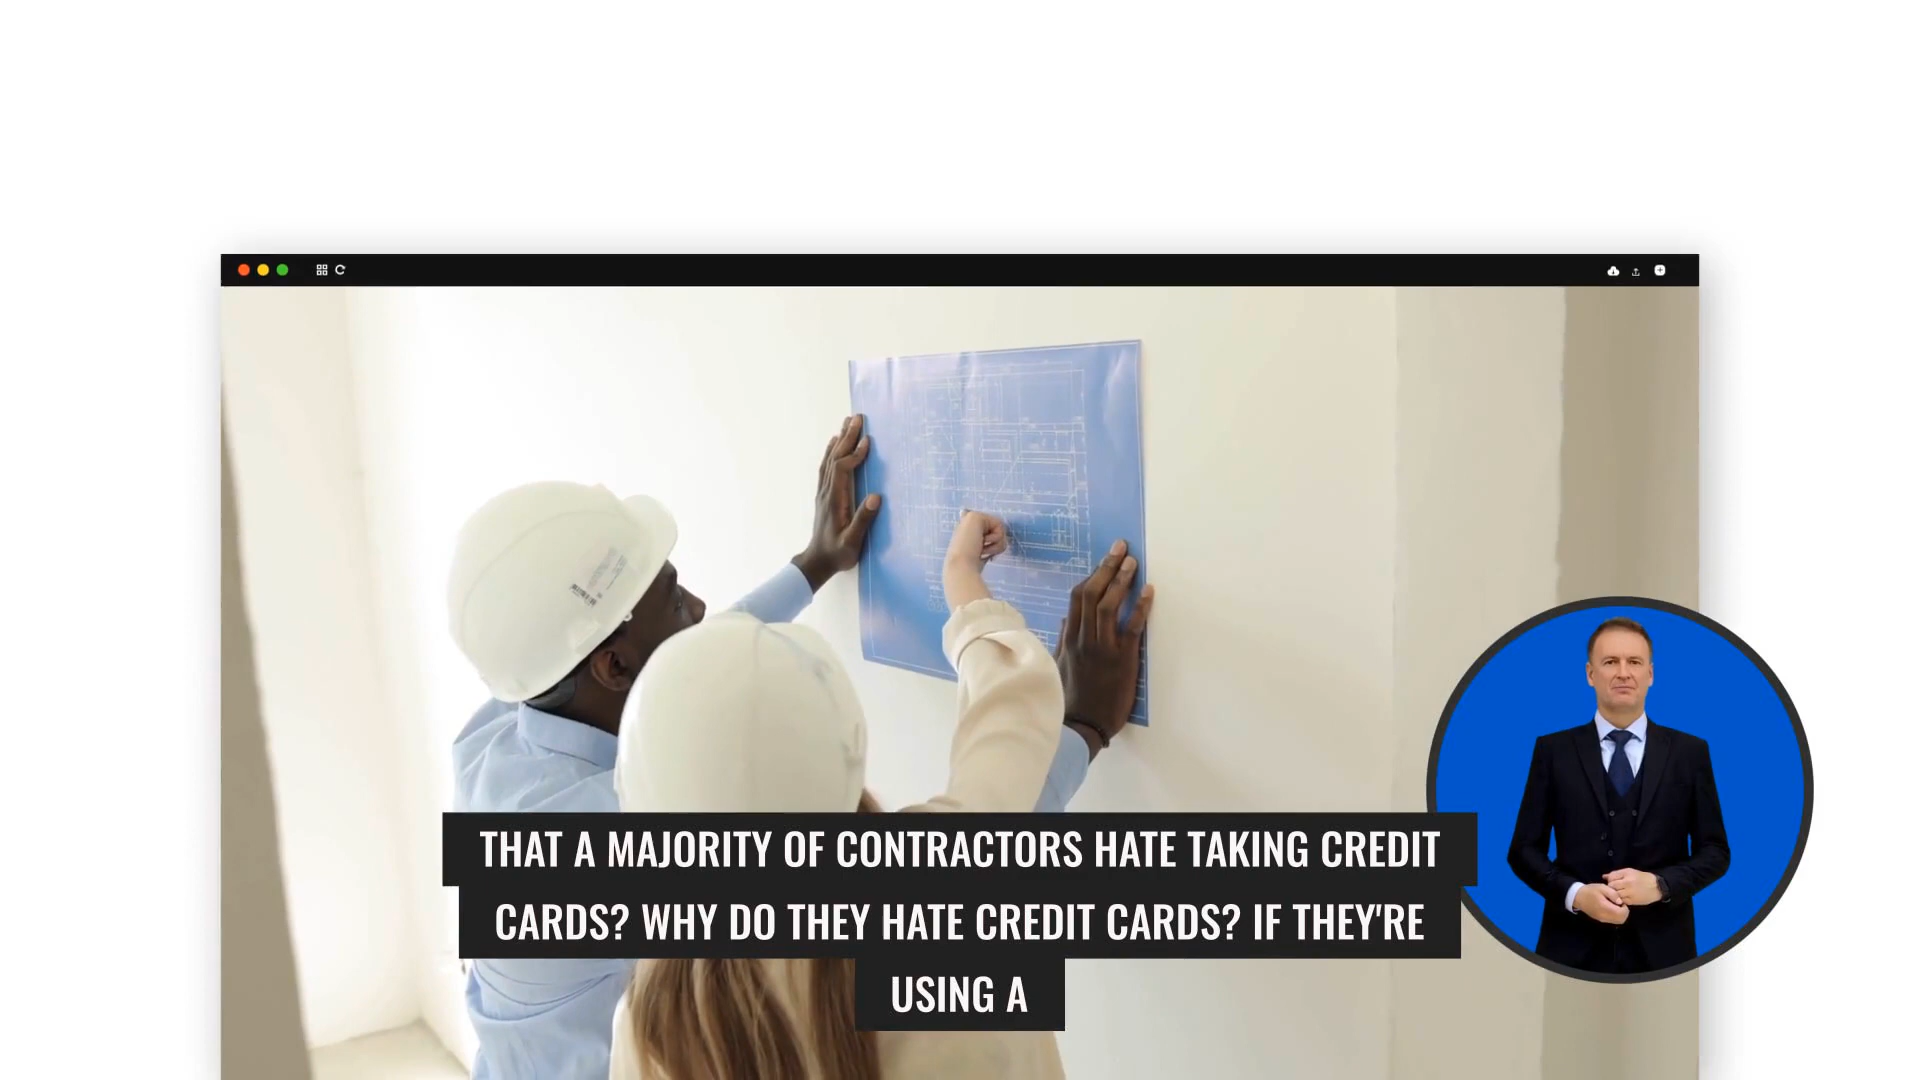 THAT A MAJORITY OF CONTRACTORS HATE TAKING CREDIT
CARDS? WHY DO THEY HATE CREDIT CARDS? IF THEY'RE
USING A